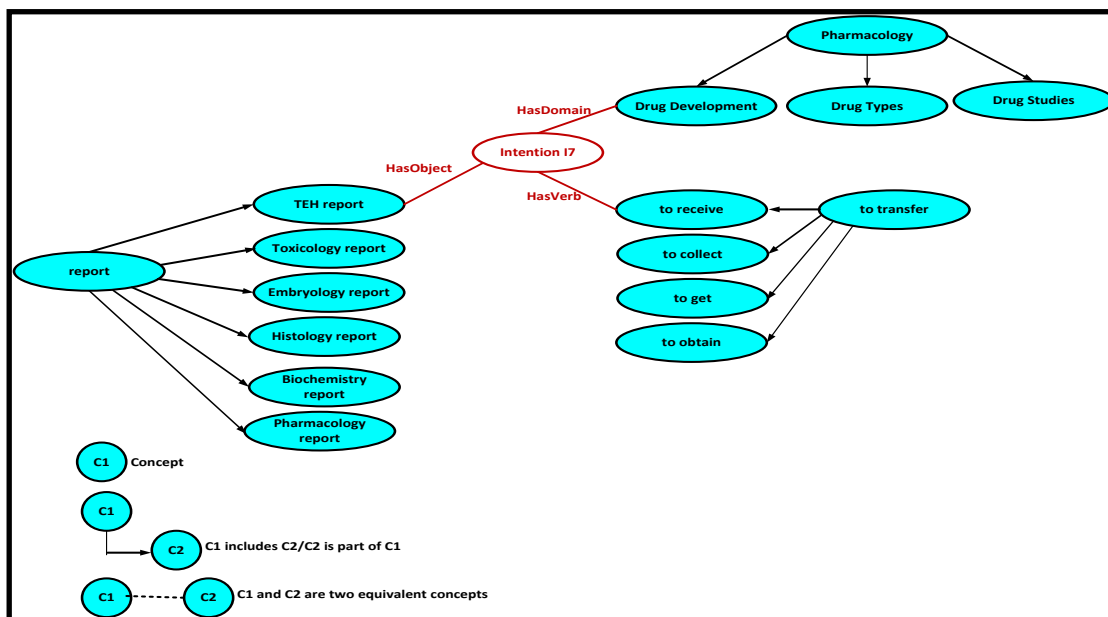 Pharmacology
Drug Development
Drug Types
Drug Studies
HasDomain
Intention I7
HasObject
HasVerb
TEH report
to receive
to transfer
Toxicology report
to collect
report
Embryology report
to get
Histology report
to obtain
Biochemistry
report
Pharmacology
report
C1
Concept
C1
C2
C1 includes C2/C2 is part of C1
C1
C2
C1 and C2 are two equivalent concepts